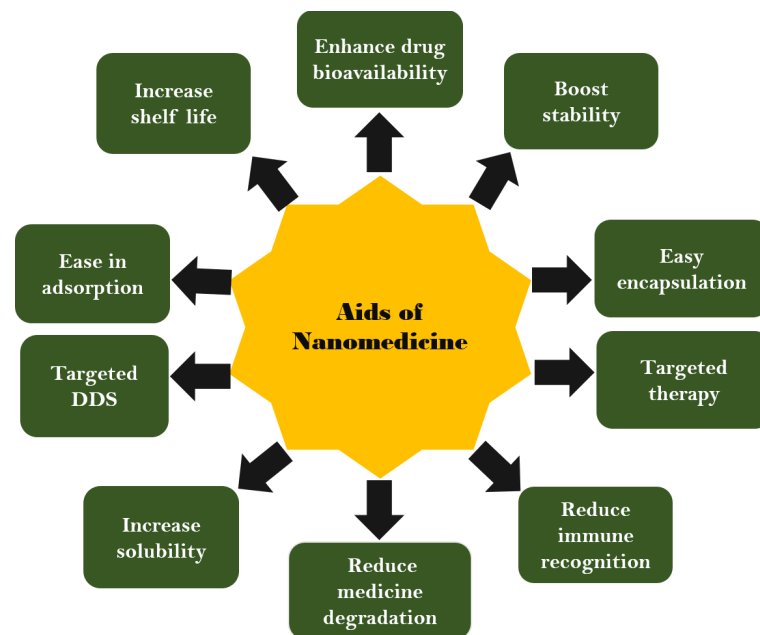 Enhance drug
bioavailability
Increase
shelf life
Boost
stability
Ease in
adsorption
Easy
encapsulation
Aids of
Nanomedicine
Targeted
DDS
Targeted
therapy
Increase
solubility
Reduce
immune
recognition
Reduce
medicine
degradation